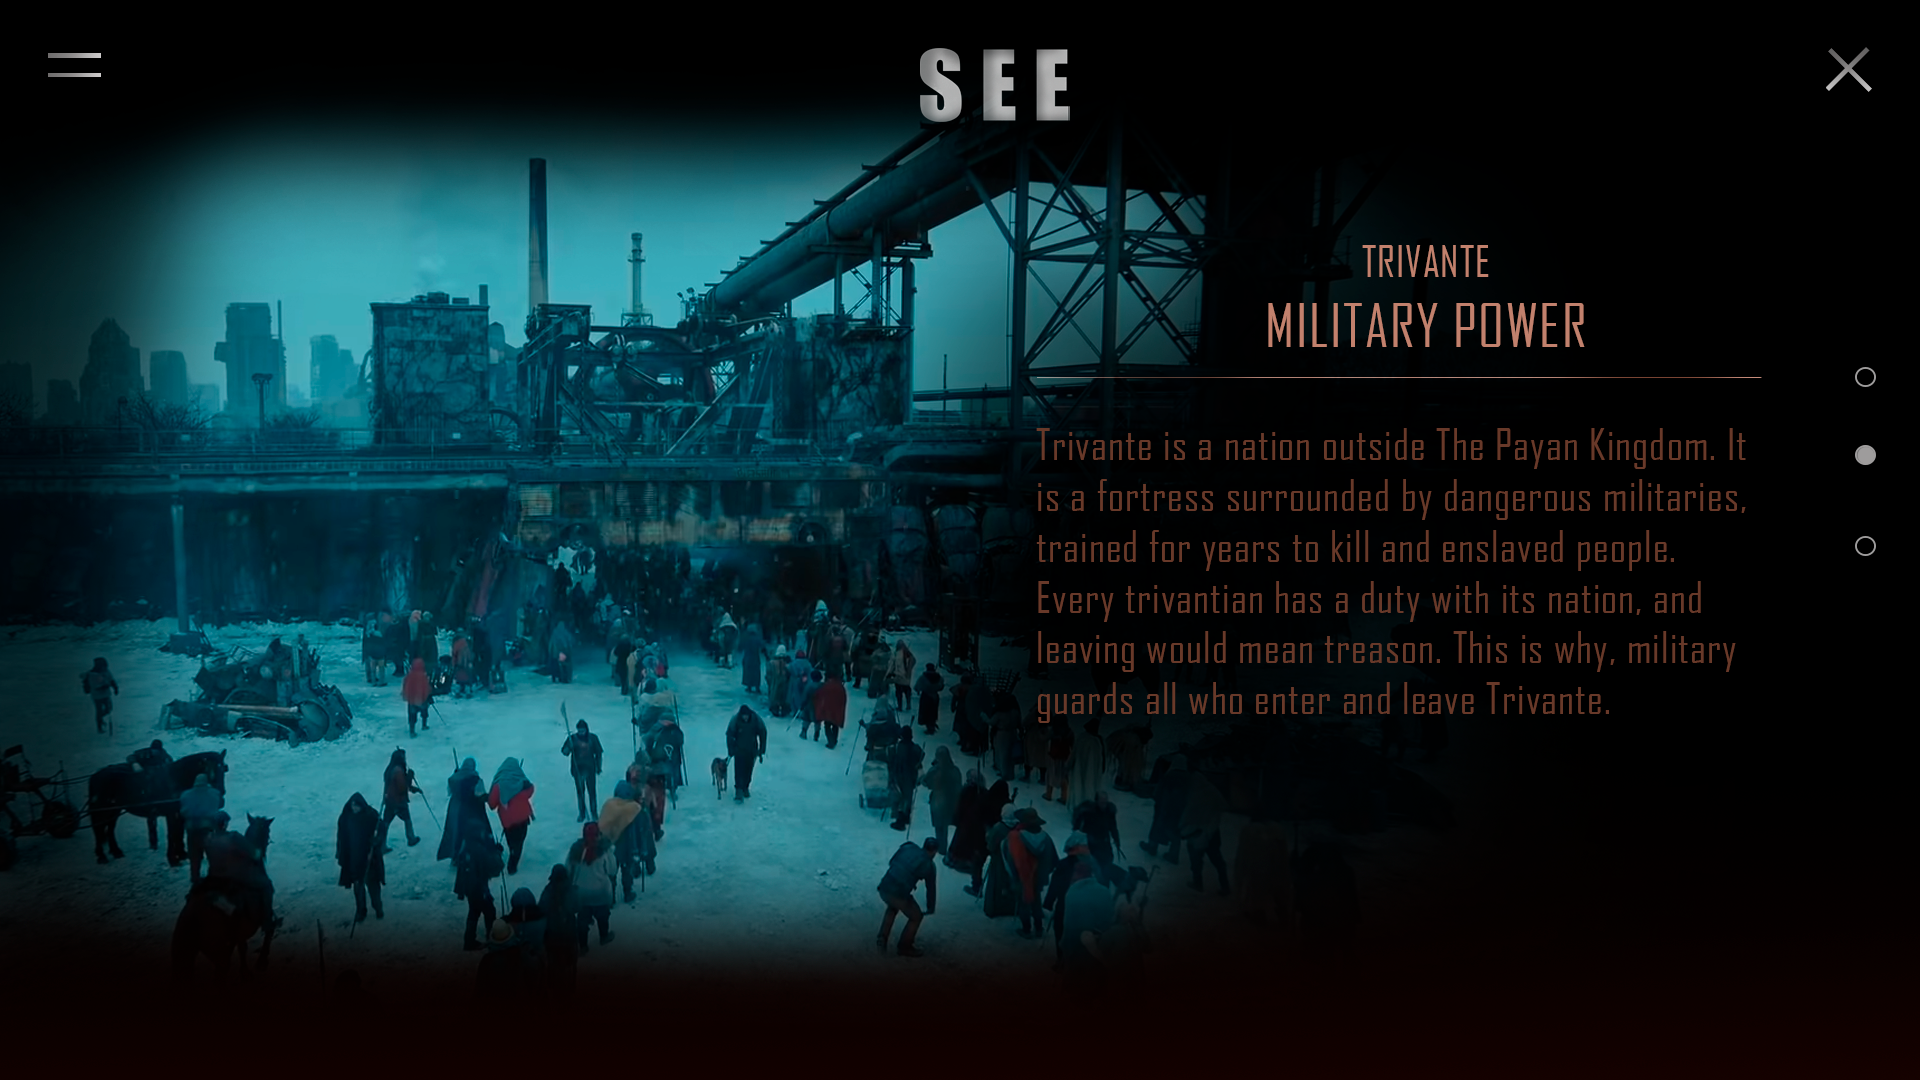 SEE
TRIVANTE
MILITARY POWER
Trivante is a nation outside The Payan Kingdom. It
is a fortress surrounded by dangerous militaries,
trained for years to kill and enslaved people.
Every trivantian has a duty with its nation, and
leaving would mean treason. This is why, military
guards all who enter and leave Trivante.